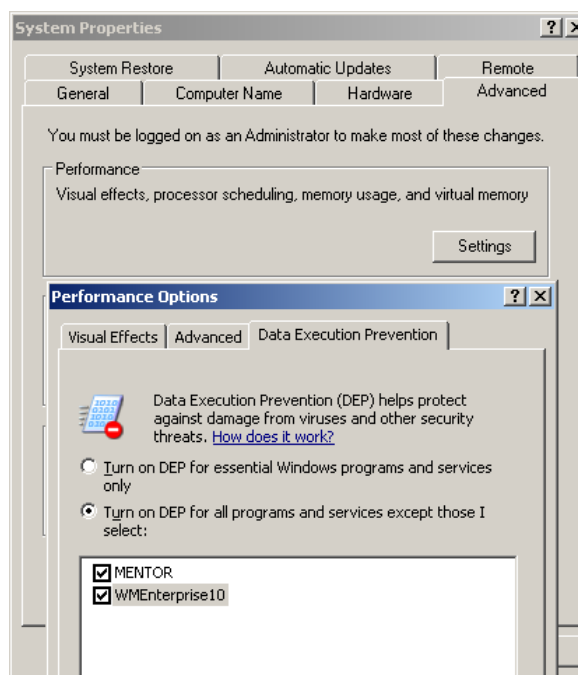 System Properties
System Restore Automatic Updates Remote
General Computer Name Hardware Advanced
You must be logged on as an Administrator to make most of these changes.
Performance
Visual effects, processor scheduling, memory usage, and virtual memory
Settings
Performance Options
Visual Effects Advanced Data Execution Prevention
Data Execution Prevention (DEP) helps protect
against damage from viruses and other security
threats. How does it work?
Turn on DEP for essential Windows programs and services
only
Turn on DEP for all programs and services except those I
select:
MENTOR
WMEnterprise10